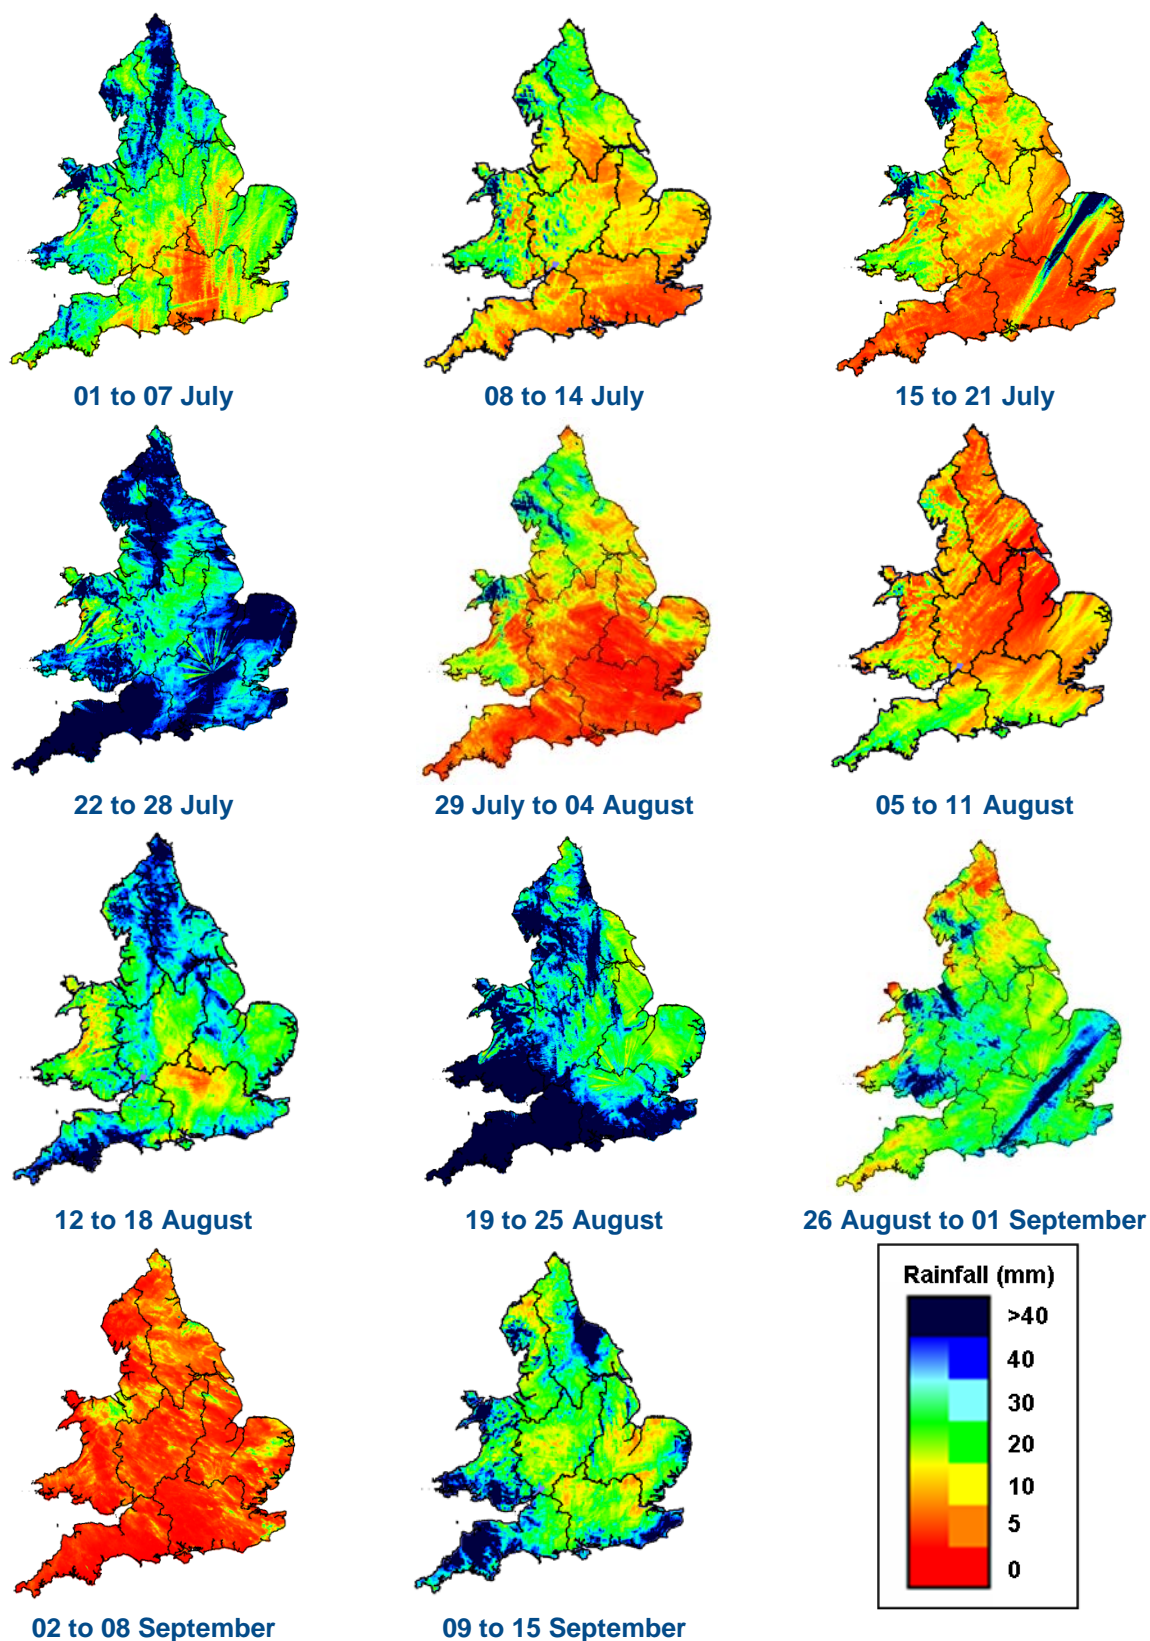 01 to 07 July
08 to 14 July
15 to 21 July
22 to 28 July
29 July to 04 August
05 to 11 August
12 to 18 August
19 to 25 August
26 August to 01 September
Rainfall (mm)
>40
40
30
20
10
5
0
02 to 08 September
09 to 15 September